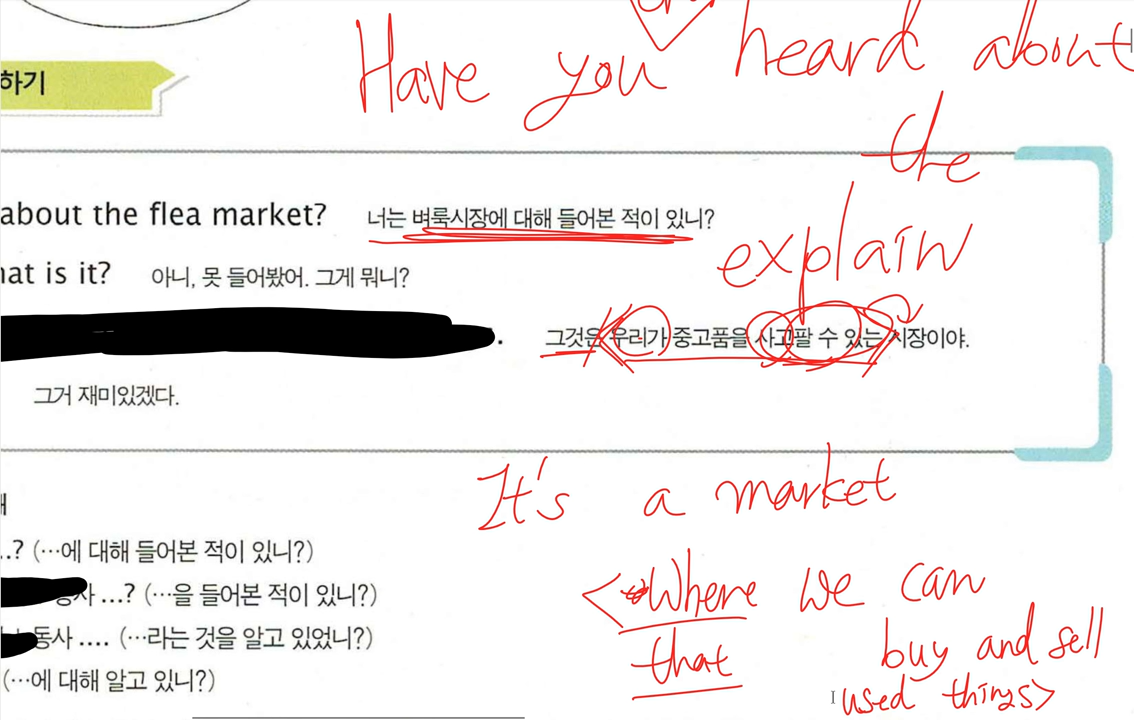 Have you heard about
하기
the
about the flea market? 너는 벼룩시장에 대해 들어본 적이 있니?
explain
hat is it? 아니, 못 들어봤어. 그게 뭐니?
그것은 우리가 중고품을 사고팔 수 있는 시장이야.
그거 재미있겠다.
It's a market
..? (…에 대해 들어본 적이 있니?)
<Where we can
동사 …? (…을 들어본 적이 있니?)
that
buy and sell
동사 …. (…라는 것을 알고 있었니?)
(…에 대해 알고 있니?)
used things>